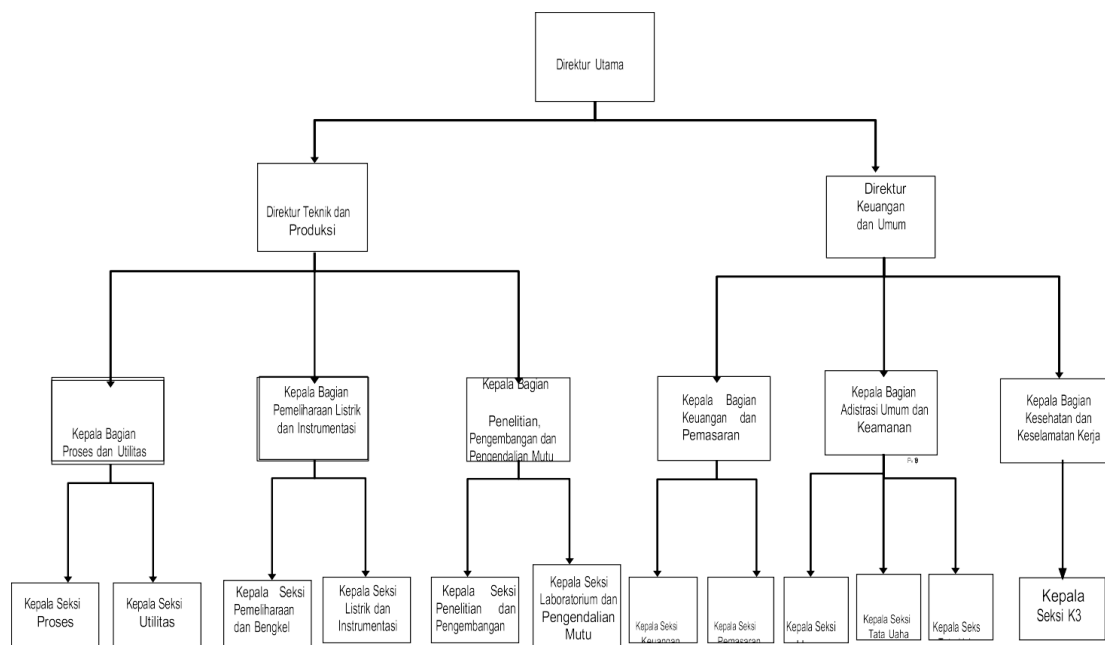 Direktur Utama
Direktur Teknik dan
Produksi
Direktur
Keuangan
dan Umum
Kepala Bagian
Proses dan Utilitas
Kepala Bagian
Pemeliharaan Listrik
dan Instrumentasi
Kepala Bagian
Penelitian,
Pengembangan dan
Pengendalian Mutu
Kepala Bagian
Keuangan dan
Pemasaran
Kepala Bagian
Adistrasi Umum dan
Keamanan
Kepala Bagian
Kesehatan dan
Keselamatan Kerja
Kepala Seksi
Proses
Kepala Seksi
Utilitas
Kepala Seksi
Pemeliharaan
dan Bengkel
Kepala Seksi
Listrik dan
Instrumentasi
Kepala Seksi
Penelitian dan
Pengembangan
Kepala Seksi
Laboratorium dan
Pengendalian
Mutu
Kepala Seksi
Keuangan
Kepala Seksi
Pemasaran
Kepala Seksi
Kepala Seksi
Tata Uaha
Kepala Seks
Kepala
Seksi K3